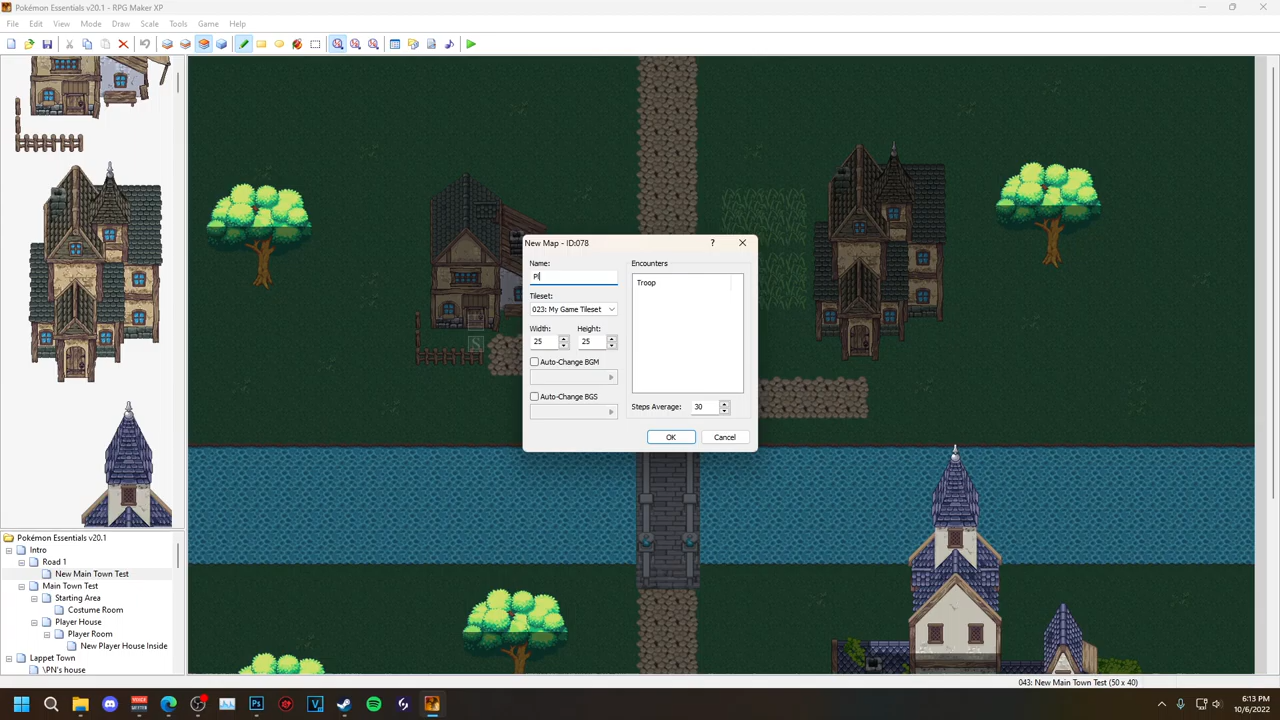 Pokémon Essentials v20.1 - RPG Maker XP
File Edit View Mode Draw Scale Tools Game Help
New Map - ID:078
?
Name:
Pl
Encounters
Troop
Tileset:
023: My Game Tileset
Width:
Height:
25
25
Auto-Change BGM
Auto-Change BGS
Steps Average:
30
OK
Cancel
S
Pokémon Essentials v20.1
Intro
Road 1
New Main Town Test
Main Town Test
Starting Area
Costume Room
Player House
Player Room
New Player House Inside
Lappet Town
\PN's house
043: New Main Town Test (50 x 40)
6:13 PM
10/6/2022